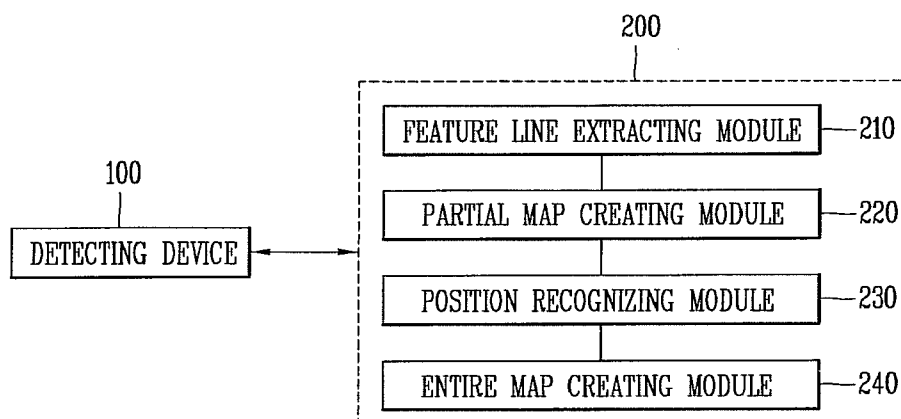 200
FEATURE LINE EXTRACTING MODULE 210
100
PARTIAL MAP CREATING MODULE 220
DETECTING DEVICE
POSITION RECOGNIZING MODULE 230
ENTIRE MAP CREATING MODULE 240